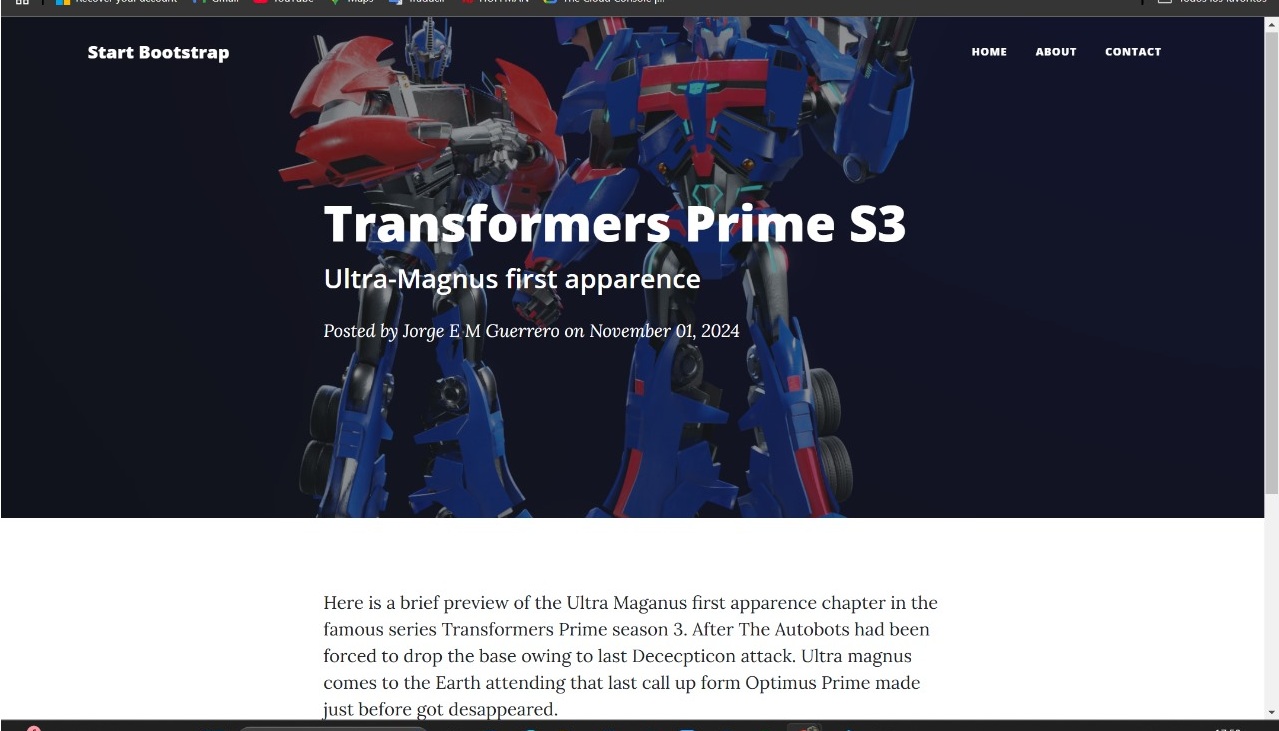 Recover your account Gmail YouTube Maps HOFFMAN The Cloud Console p... Todos los favoritos
Start Bootstrap HOME ABOUT CONTACT
Transformers Prime S3
Ultra-Magnus first apparence
Posted by Jorge E M Guerrero on November 01, 2024
Here is a brief preview of the Ultra Maganus first apparence chapter in the
famous series Transformers Prime season 3. After The Autobots had been
forced to drop the base owing to last Dececpticon attack. Ultra magnus
comes to the Earth attending that last call up form Optimus Prime made
just before got desappeared.